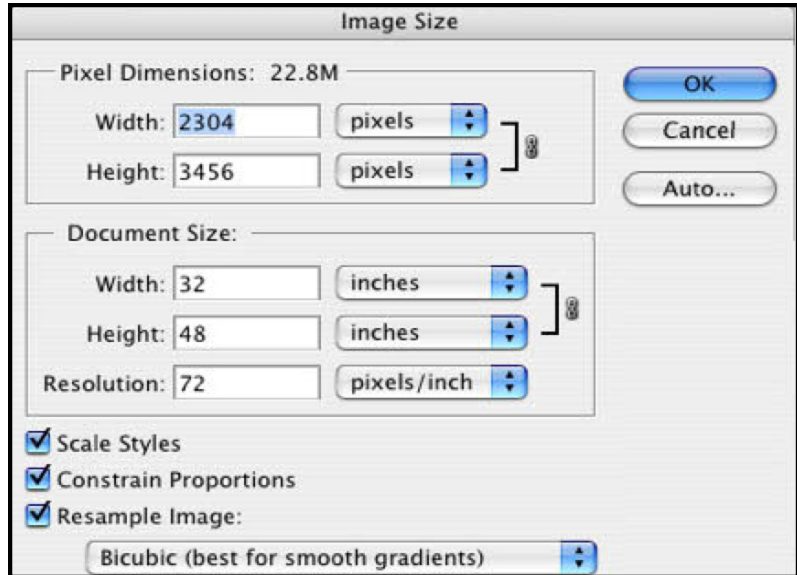 Image Size
Pixel Dimensions: 22.8M
Width: 2304 pixels
Height: 3456 pixels
OK
Cancel
Auto...
Document Size:
Width: 32 inches
Height: 48 inches
Resolution: 72 pixels/inch
Scale Styles
Constrain Proportions
Resample Image:
Bicubic (best for smooth gradients)